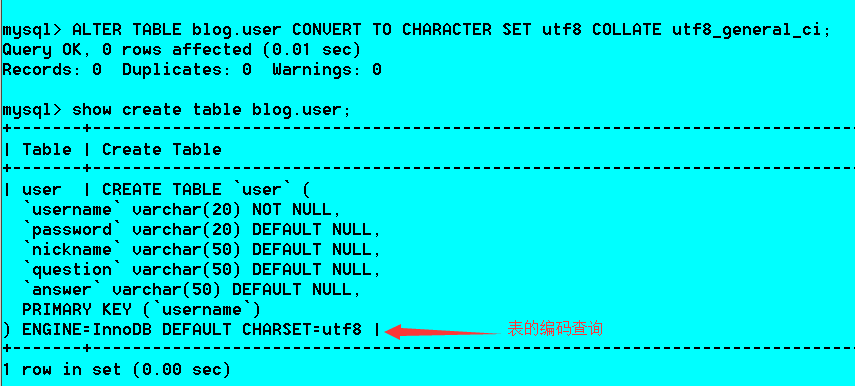 mysql> ALTER TABLE blog.user CONVERT TO CHARACTER SET utf8 COLLATE utf8_general_ci;
Query OK, 0 rows affected (0.01 sec)
Records: 0  Duplicates: 0  Warnings: 0
mysql> show create table blog.user;
+-------+--------------------------------------------------------------------
| Table | Create Table
+-------+--------------------------------------------------------------------
| user  | CREATE TABLE `user` (
  `username` varchar(20) NOT NULL,
  `password` varchar(20) DEFAULT NULL,
  `nickname` varchar(50) DEFAULT NULL,
  `question` varchar(50) DEFAULT NULL,
  `answer` varchar(50) DEFAULT NULL,
  PRIMARY KEY (`username`)
) ENGINE=InnoDB DEFAULT CHARSET=utf8 | 表的编码查询
+-------+--------------------------------------------------------------------
1 row in set (0.00 sec)